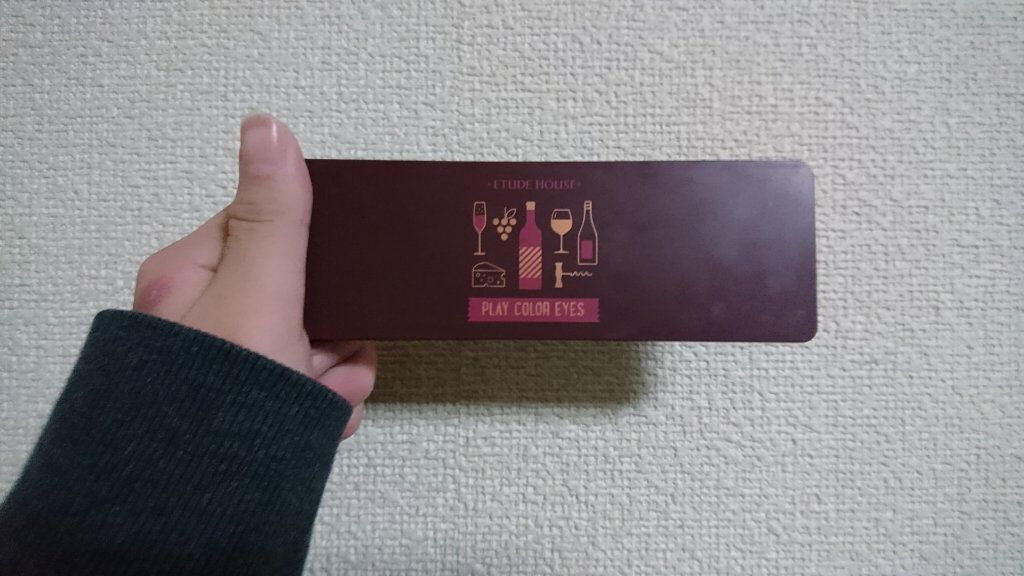 ·ETUDE HOUSE·
PLAY COLOR EYES